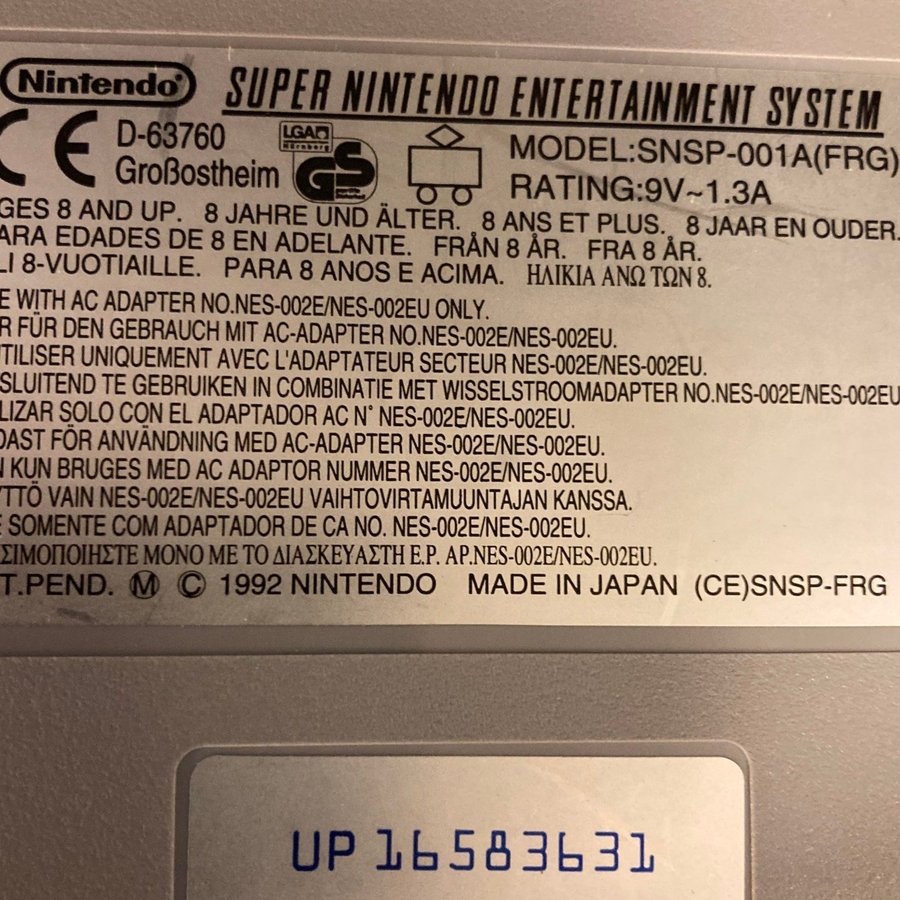 Nintendo® SUPER NINTENDO ENTERTAINMENT SYSTEM
CE D-63760 Großostheim LGA Nürnberg GS MODEL:SNSP-001A(FRG)
RATING:9V~1.3A
GES 8 AND UP. 8 JAHRE UND ÄLTER. 8 ANS ET PLUS. 8 JAAR EN OUDER.
ARA EDADES DE 8 EN ADELANTE. FRÅN 8 ÅR. FRA 8 ÅR.
LI 8-VUOTIAILLE. PARA 8 ANOS E ACIMA. ΗΛΙΚΙΑ ΑΝΩ ΤΩΝ 8.
E WITH AC ADAPTER NO.NES-002E/NES-002EU ONLY.
R FÜR DEN GEBRAUCH MIT AC-ADAPTER NO.NES-002E/NES-002EU.
UTILISER UNIQUEMENT AVEC L'ADAPTATEUR SECTEUR NES-002E/NES-002EU.
SLUITEND TE GEBRUIKEN IN COMBINATIE MET WISSELSTROOMADAPTER NO.NES-002E/NES-002EU
LIZAR SOLO CON EL ADAPTADOR AC N° NES-002E/NES-002EU.
DAST FÖR ANVÄNDNING MED AC-ADAPTER NES-002E/NES-002EU.
N KUN BRUGES MED AC ADAPTOR NUMMER NES-002E/NES-002EU.
YTTÖ VAIN NES-002E/NES-002EU VAIHTOVIRTAMUUNTAJAN KANSSA.
E SOMENTE COM ADAPTADOR DE CA NO. NES-002E/NES-002EU.
ΣΙΜΟΠΟΙΗΣΤΕ ΜΟΝΟ ΜΕ ΤΟ ΔΙΑΣΚΕΥΑΣΤΗ Ε.Ρ. ΑΡ.NES-002E/NES-002EU.
T.PEND. Ⓜ © 1992 NINTENDO MADE IN JAPAN (CE)SNSP-FRG
UP 16583631